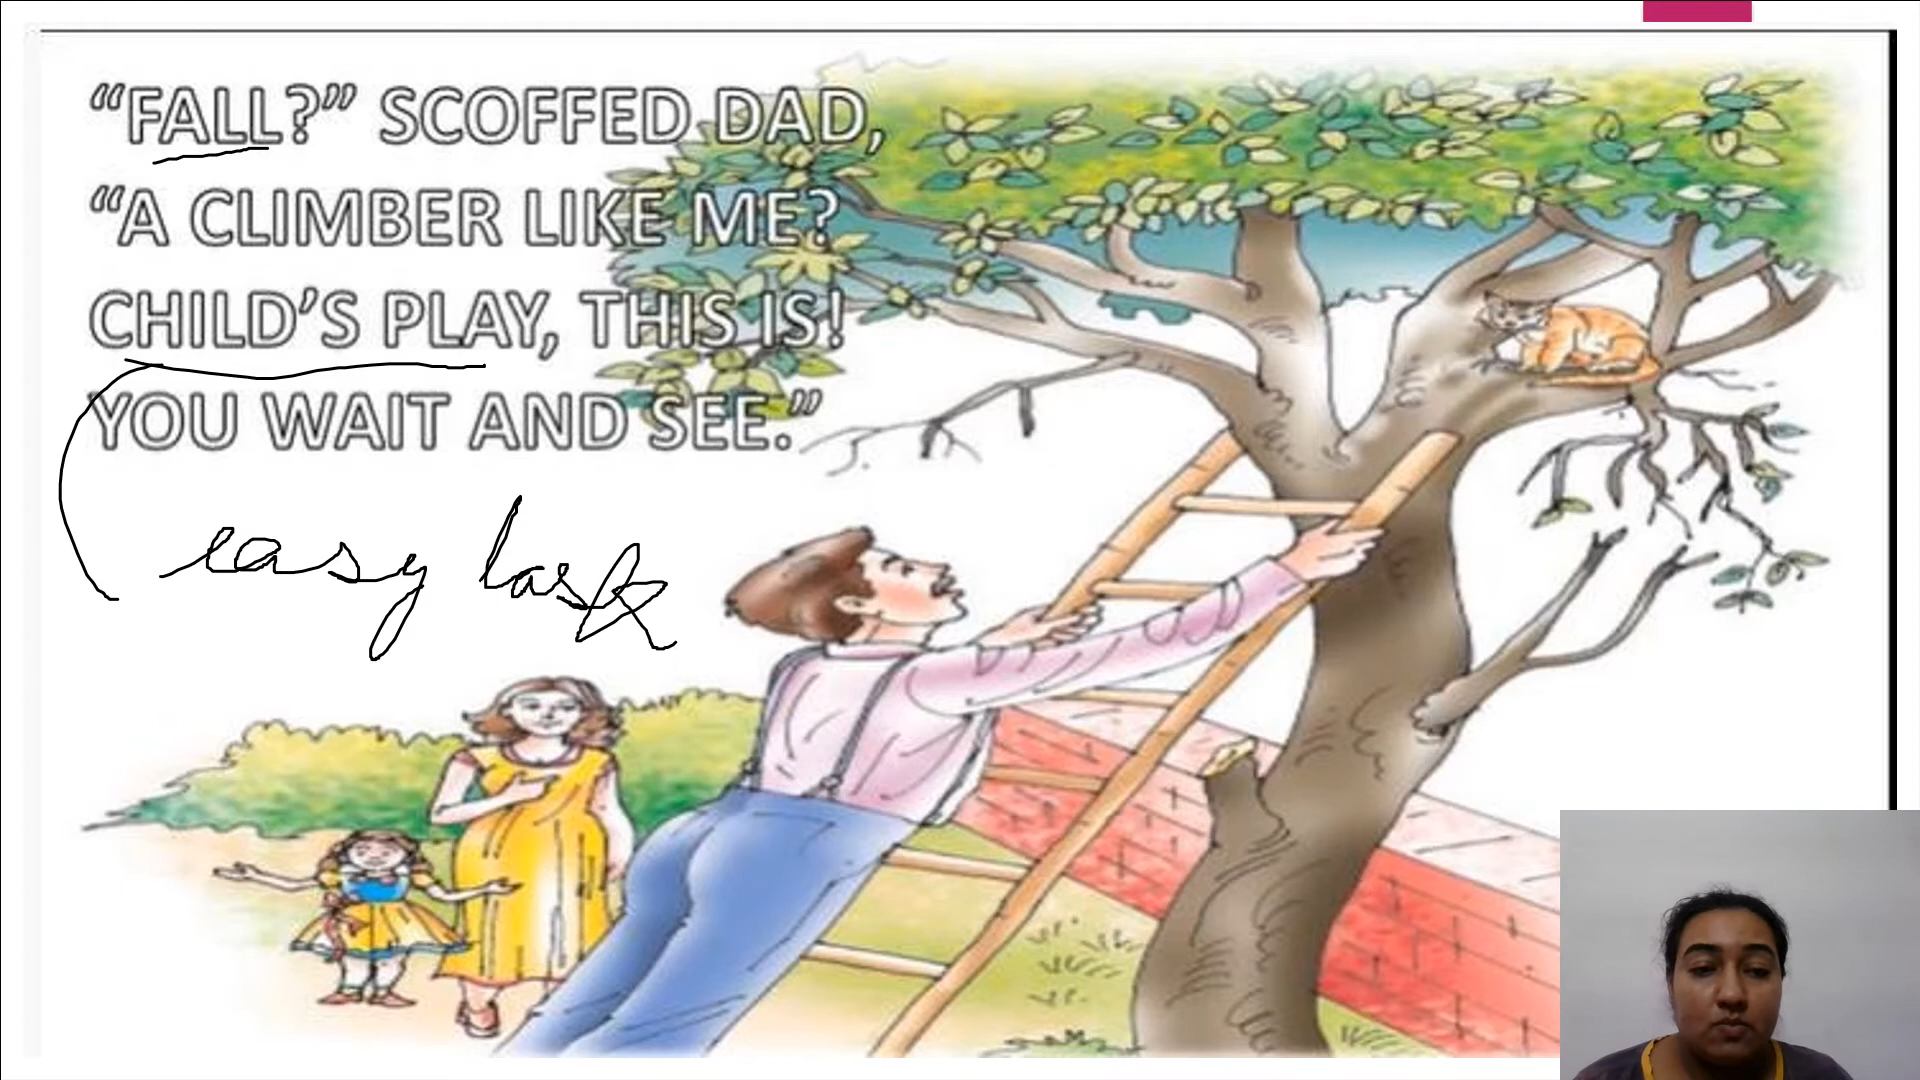 “FALL?” SCOFFED DAD,
“A CLIMBER LIKE ME?
CHILD’S PLAY, THIS IS!
YOU WAIT AND SEE.”
easy task